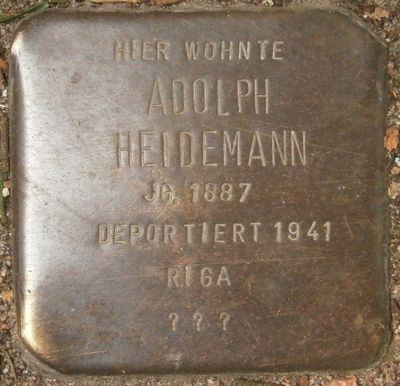 HIER WOHNTE
ADOLPH
HEIDEMANN
JG. 1887
DEPORTIERT 1941
RIGA
? ? ?